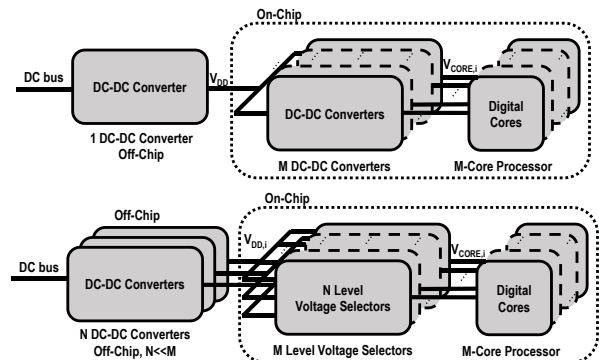 On-Chip
DC bus
DC-DC Converter
V_DD
DC-DC Converters
V_CORE,i
Digital
Cores
1 DC-DC Converter
Off-Chip
M DC-DC Converters
M-Core Processor
On-Chip
Off-Chip
DC bus
DC-DC Converters
V_DD,i
N Level
Voltage Selectors
V_CORE,i
Digital
Cores
N DC-DC Converters
Off-Chip, N<<M
M Level Voltage Selectors
M-Core Processor